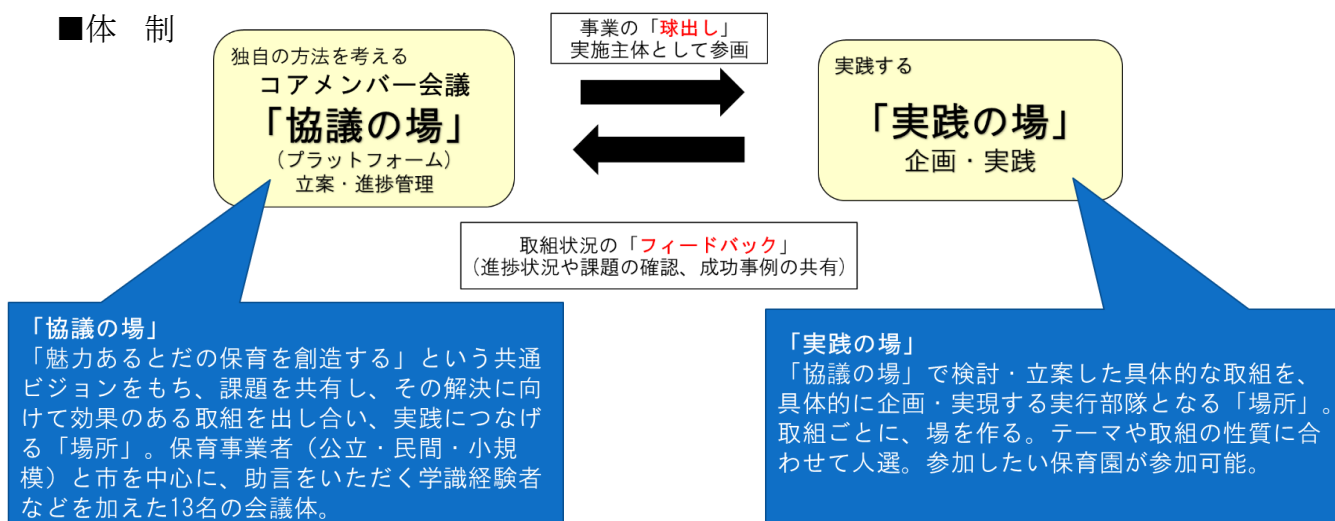 ■体　制
独自の方法を考える
コアメンバー会議
「協議の場」
（プラットフォーム）
立案・進捗管理
事業の「球出し」
実施主体として参画
実践する
「実践の場」
企画・実践
取組状況の「フィードバック」
（進捗状況や課題の確認、成功事例の共有）
「協議の場」
「魅力あるとだの保育を創造する」という共通
ビジョンをもち、課題を共有し、その解決に向
けて効果のある取組を出し合い、実践につなげ
る「場所」。保育事業者（公立・民間・小規
模）と市を中心に、助言をいただく学識経験者
などを加えた13名の会議体。
「実践の場」
「協議の場」で検討・立案した具体的な取組を、
具体的に企画・実現する実行部隊となる「場所」。
取組ごとに、場を作る。テーマや取組の性質に合
わせて人選。参加したい保育園が参加可能。